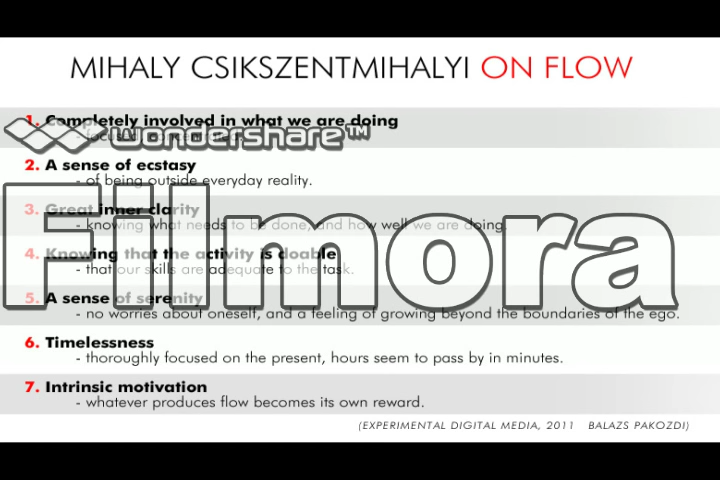 MIHALY CSIKSZENTMIHALYI ON FLOW
1. Completely involved in what we are doing
- focused, concentrated.
wondershare™
2. A sense of ecstasy
- of being outside everyday reality.
Filmora
3. Great inner clarity
- knowing what needs to be done, and how well we are doing.
4. Knowing that the activity is doable
- that our skills are adequate to the task.
5. A sense of serenity
- no worries about oneself, and a feeling of growing beyond the boundaries of the ego.
6. Timelessness
- thoroughly focused on the present, hours seem to pass by in minutes.
7. Intrinsic motivation
- whatever produces flow becomes its own reward.
(EXPERIMENTAL DIGITAL MEDIA, 2011 BALAZS PAKOZDI)